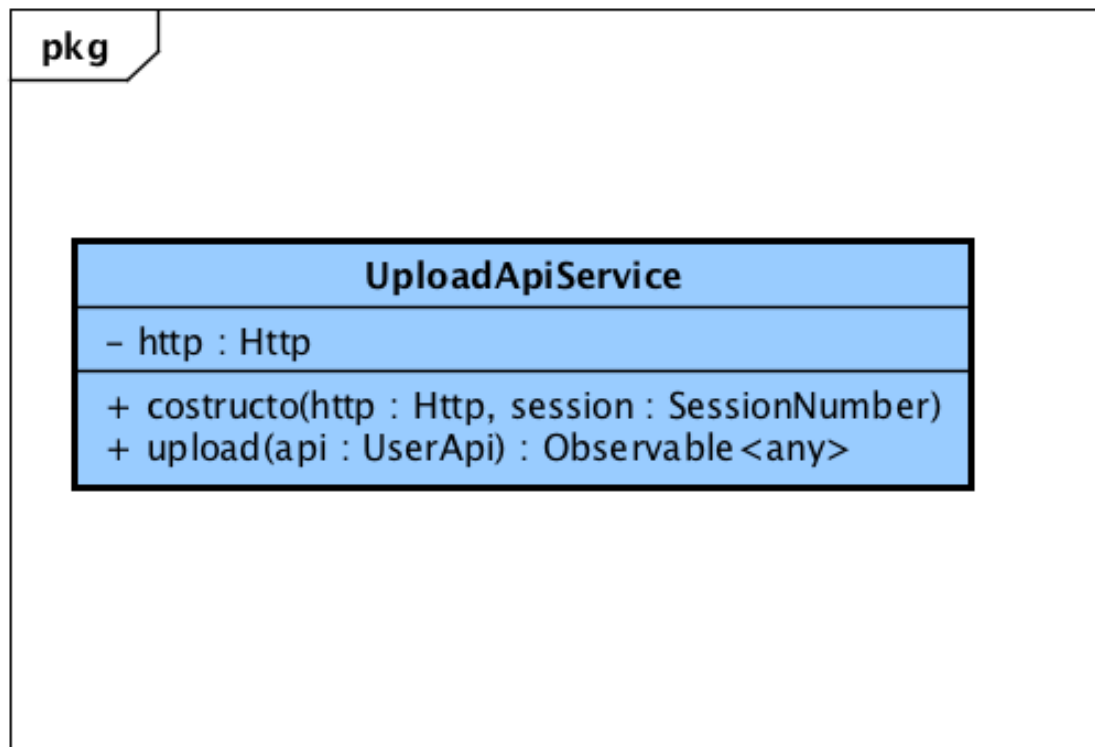 pkg
UploadApiService
- http : Http
+ costructo(http : Http, session : SessionNumber)
+ upload(api : UserApi) : Observable<any>